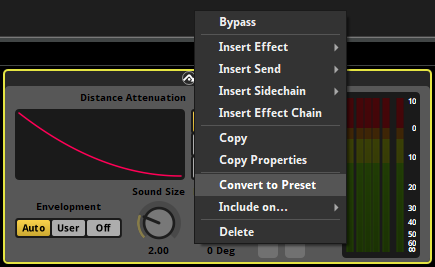 Bypass
Insert Effect
Insert Send
Insert Sidechain
Insert Effect Chain
Copy
Copy Properties
Convert to Preset
Include on...
Delete
Distance Attenuation
Envelopment
Auto User Off
Sound Size
2.00
0 Deg
10
0
10
20
30
40
50
60
80